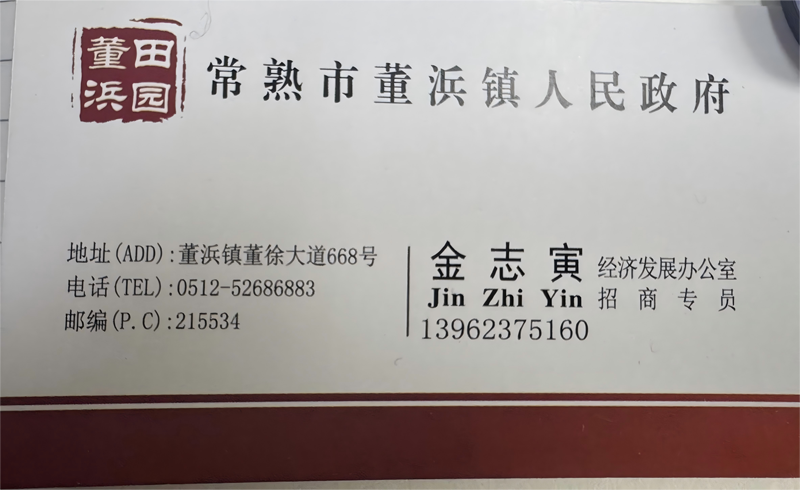 田园
董浜
常熟市董浜镇人民政府
地址(ADD):董浜镇董徐大道668号
电话(TEL):0512-52686883
邮编(P.C):215534
金志寅 经济发展办公室
Jin Zhi Yin 招商专员
13962375160